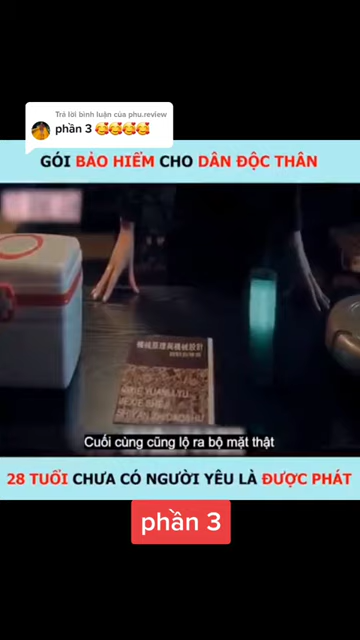 Trả lời bình luận của phu.review
phần 3 🥰🥰🥰🥰
GÓI BẢO HIỂM CHO DÂN ĐỘC THÂN
Cuối cùng cũng lộ ra bộ mặt thật
28 TUỔI CHƯA CÓ NGƯỜI YÊU LÀ ĐƯỢC PHÁT
phần 3